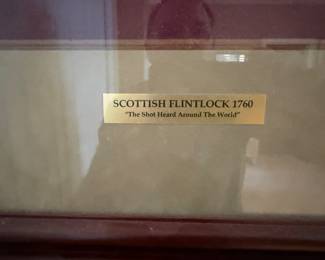 SCOTTISH FLINTLOCK 1760
"The Shot Heard Around The World"